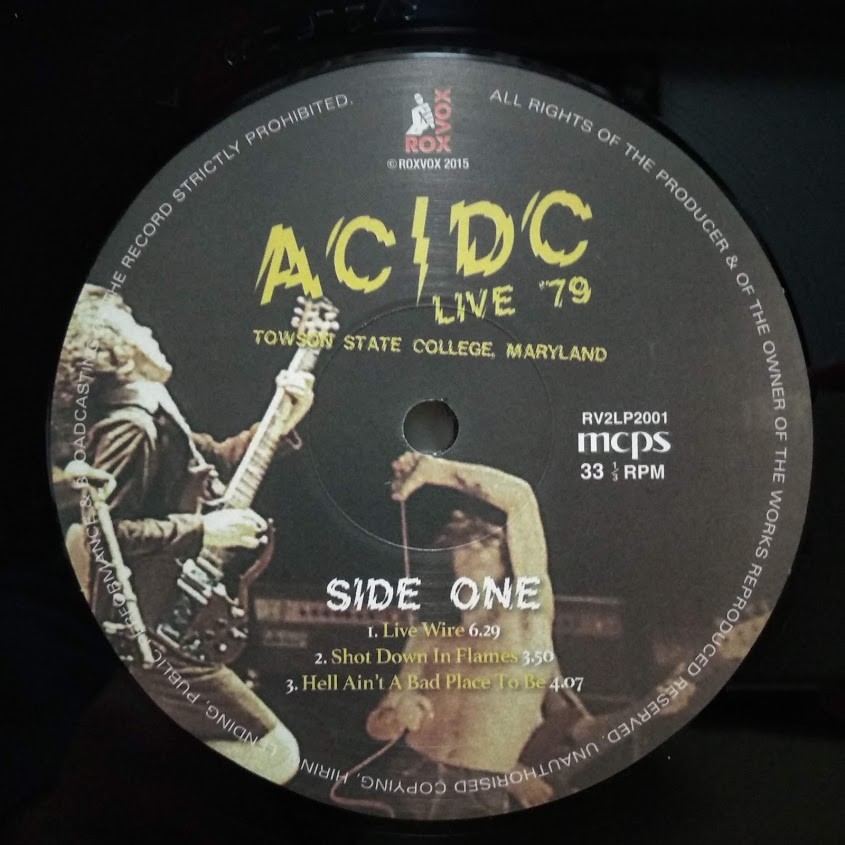 ROXVOX
© ROXVOX 2015
AC/DC
LIVE '79
TOWSON STATE COLLEGE, MARYLAND
RV2LP2001
mcps
33 1/3 RPM
SIDE ONE
1. Live Wire 6.29
2. Shot Down In Flames 3.50
3. Hell Ain't A Bad Place To Be 4.07
ALL RIGHTS OF THE PRODUCER & OF THE OWNER OF THE WORKS REPRODUCED RESERVED. UNAUTHORISED COPYING, HIRING, LENDING, PUBLIC PERFORMANCE & BROADCASTING THE RECORD STRICTLY PROHIBITED.